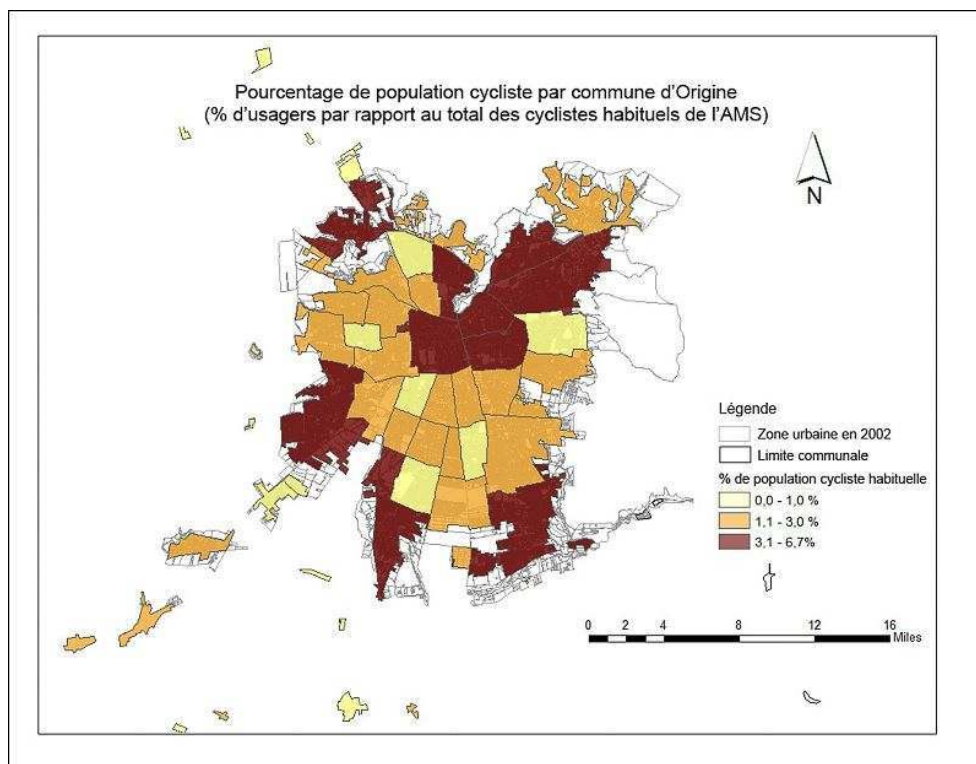 Pourcentage de population cycliste par commune d'Origine
(% d'usagers par rapport au total des cyclistes habituels de l'AMS)
N
Légende
Zone urbaine en 2002
Limite communale
% de population cycliste habituelle
0,0 - 1,0 %
1,1 - 3,0 %
3,1 - 6,7%
0 2 4 8 12 16
Miles